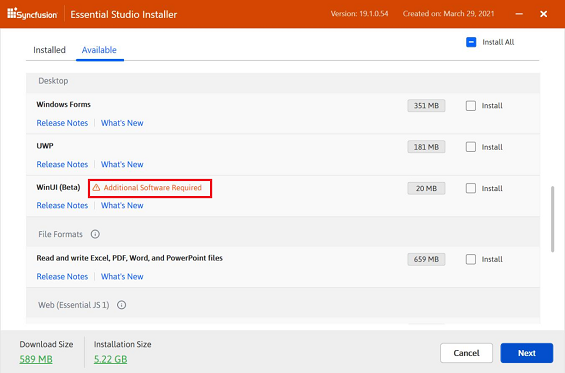 Syncfusion Essential Studio Installer Version: 19.1.0.54 Created on: March 29, 2021
Installed Available Install All
Desktop
Windows Forms 351 MB Install
Release Notes What's New
UWP 181 MB Install
Release Notes What's New
WinUI (Beta) Additional Software Required 20 MB Install
Release Notes What's New
File Formats
Read and write Excel, PDF, Word, and PowerPoint files 659 MB Install
Release Notes What's New
Web (Essential JS 1)
Download Size Installation Size
589 MB 5.22 GB
Cancel Next